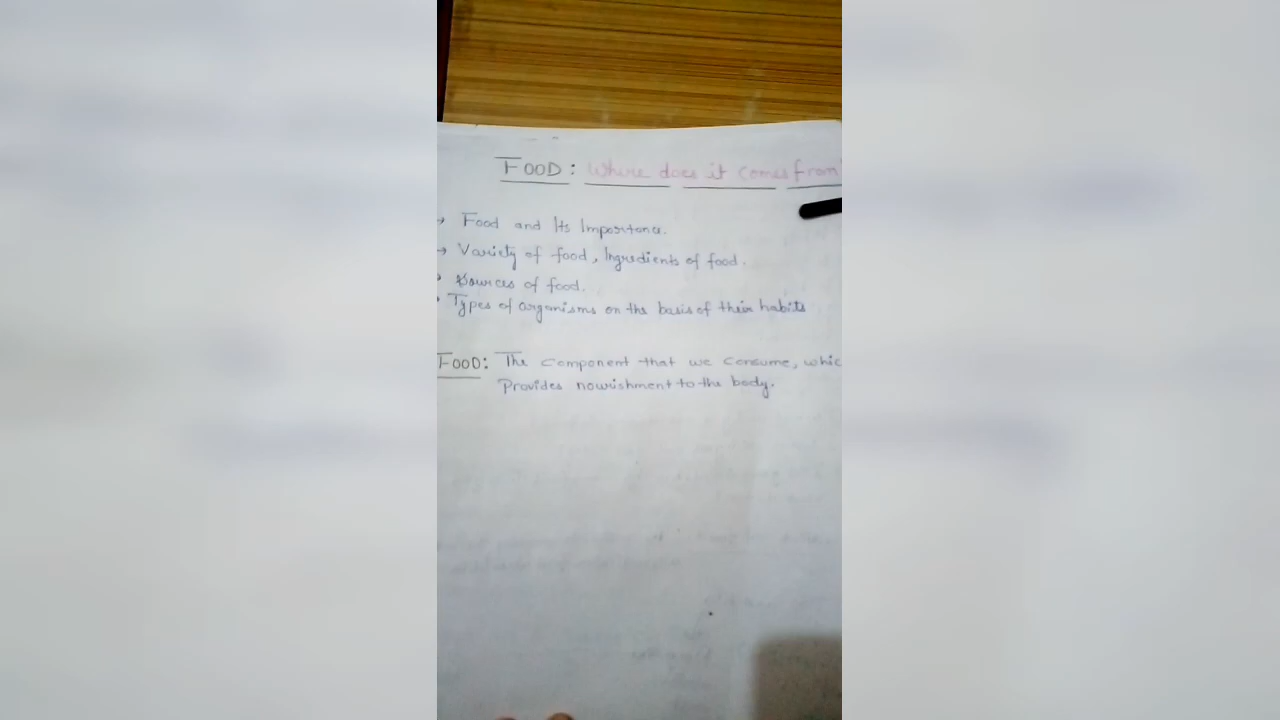 FOOD: Where does it comes from
→ Food and Its Importance.
→ Variety of food, Ingredients of food.
Sources of food.
Types of organisms on the basis of their habits
FOOD: The component that we consume, whic
Provides nourishment to the body.